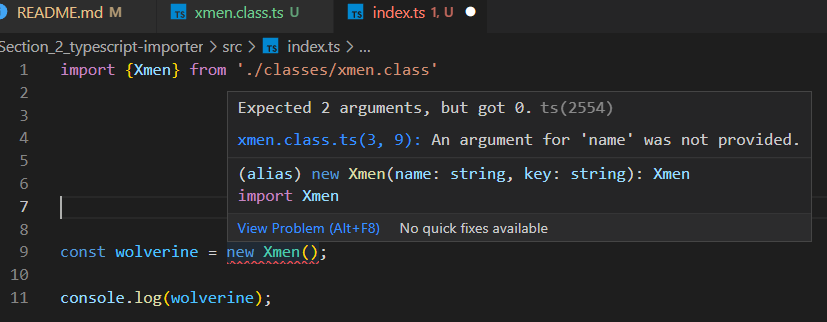 README.md M TS xmen.class.ts U TS index.ts 1, U
Section_2_typescript-importer > src > TS index.ts > ...
1 import {Xmen} from './classes/xmen.class'
2
Expected 2 arguments, but got 0. ts(2554)
3
xmen.class.ts(3, 9): An argument for 'name' was not provided.
4
5
(alias) new Xmen(name: string, key: string): Xmen
6
import Xmen
7
View Problem (Alt+F8) No quick fixes available
8
9 const wolverine = new Xmen();
10
11 console.log(wolverine);